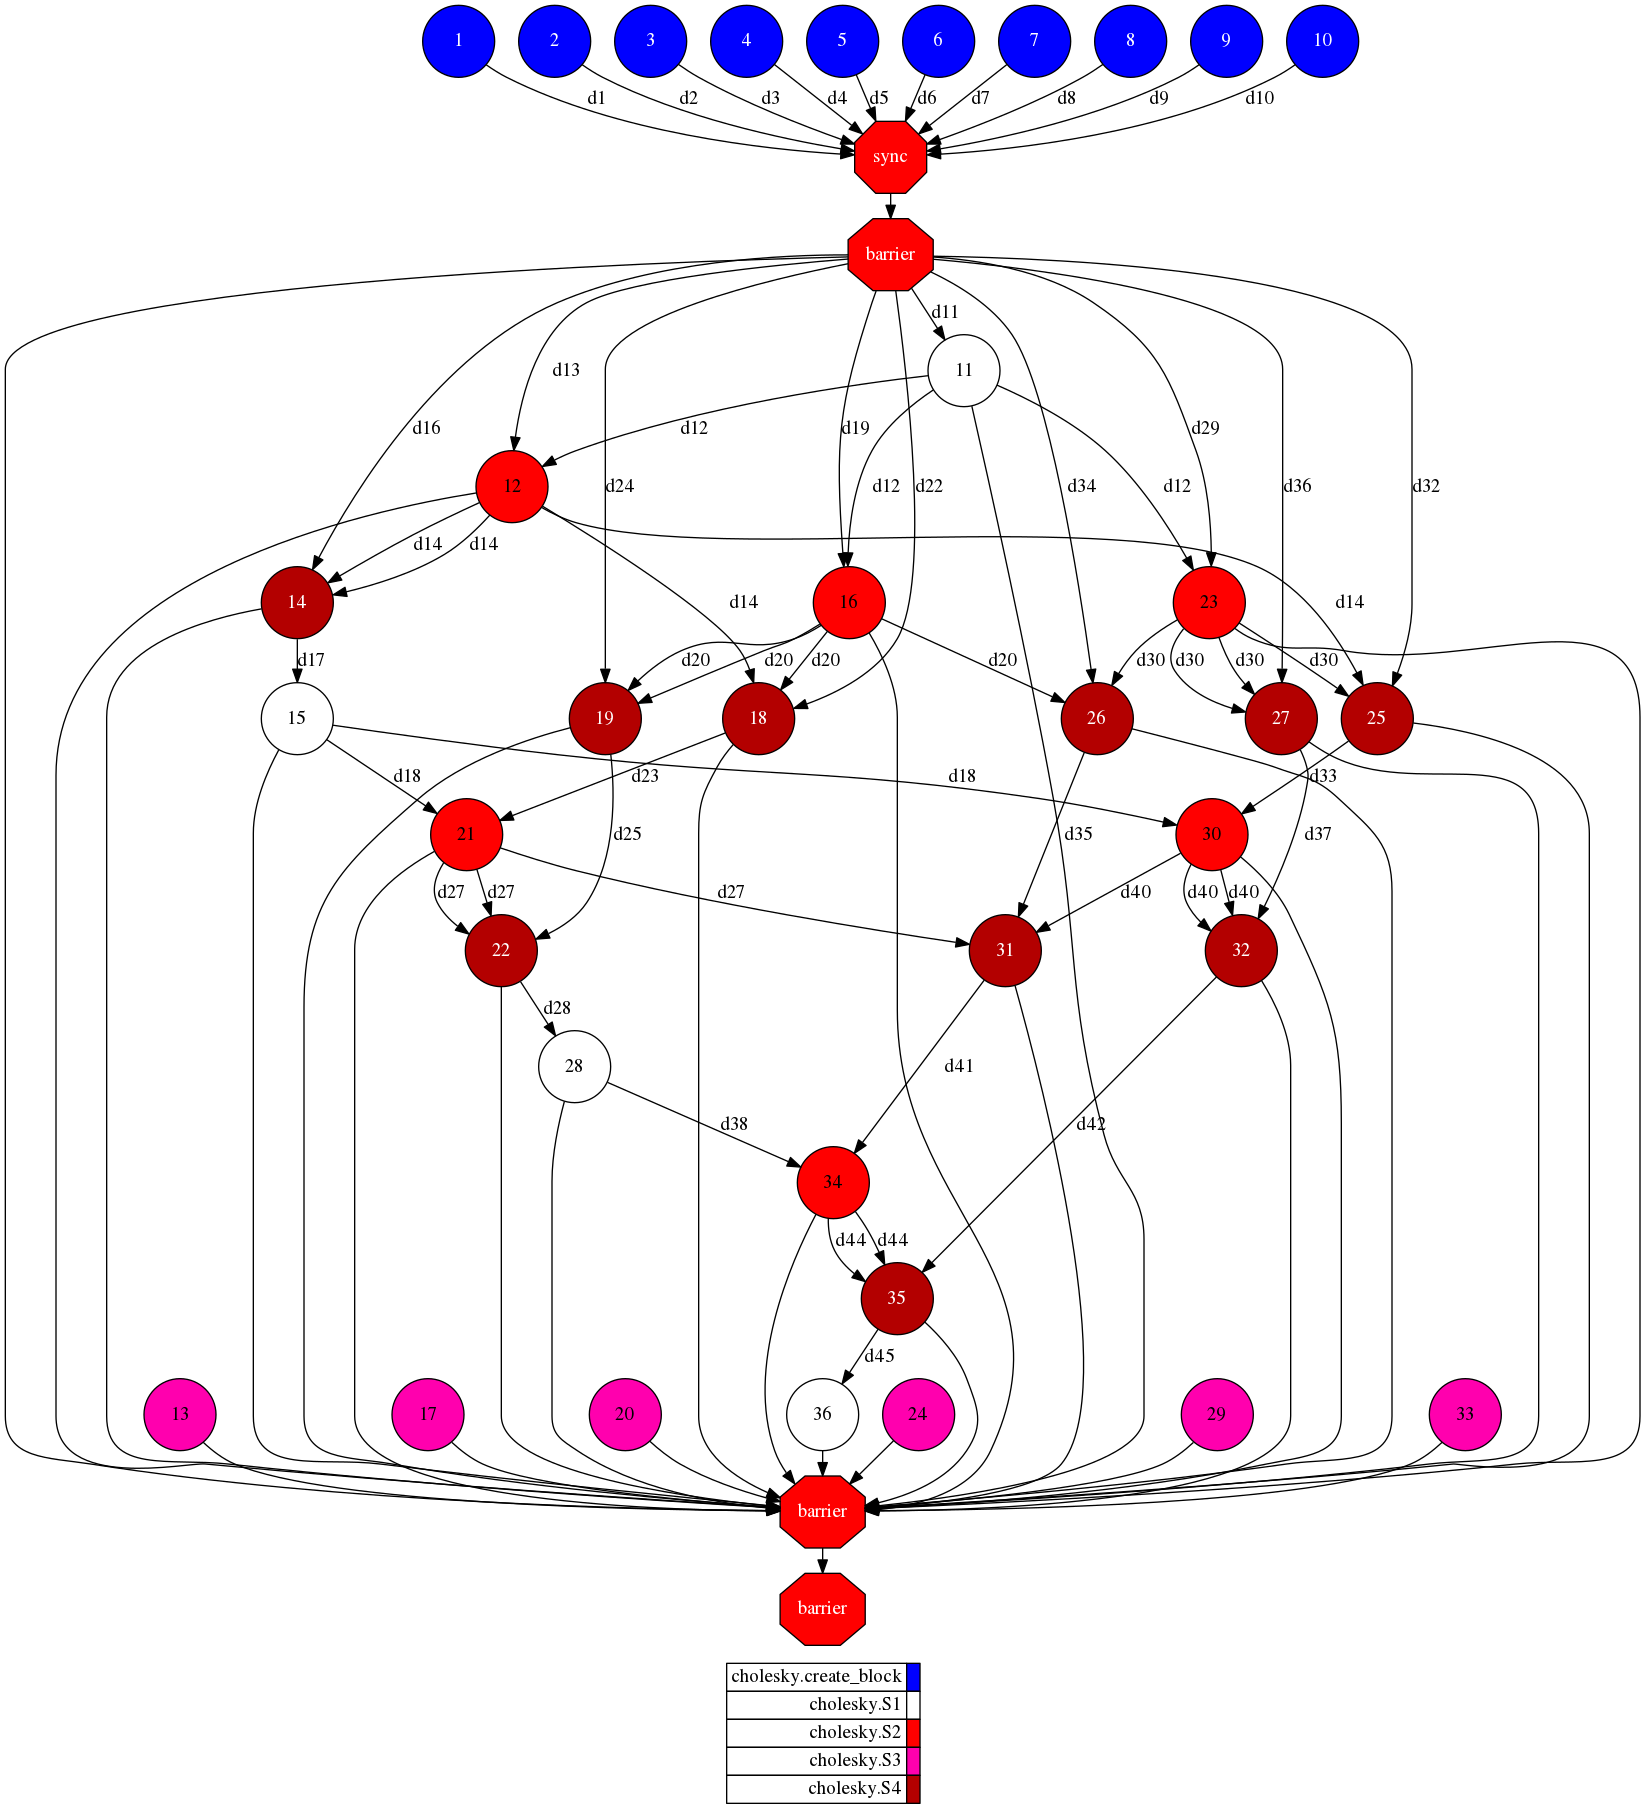 1 2 3 4 5 6 7 8 9 10
d1 d2 d3 d4 d5 d6 d7 d8 d9 d10
sync
barrier
d11
d13 11
d16 d12 d19 d29
12 d24 d12 d22 d34 d12 d36 d32
d14 d14
14 d14 16 23 d14
d17 d20 d20 d20 d20 d30 d30 d30 d30
15 19 18 26 27 25
d18 d23 d18 d33
21 d25 d35 30 d37
d27 d27 d27 d40 d40 d40
22 31 32
d28
28 d41
d38 d42
34
d44 d44
35
d45
13 17 20 36 24 29 33
barrier
barrier
cholesky.create_block
cholesky.S1
cholesky.S2
cholesky.S3
cholesky.S4